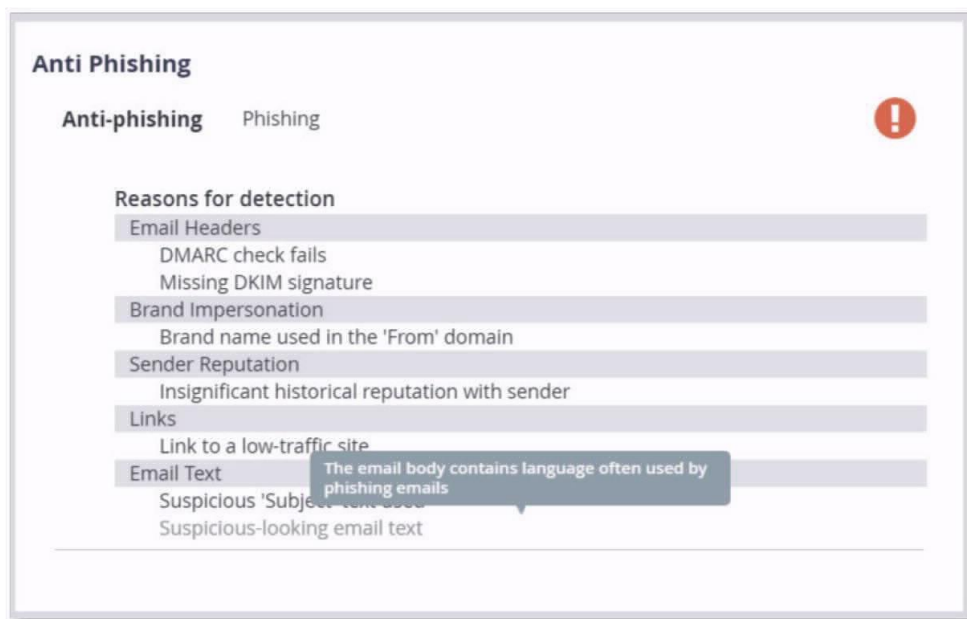 Anti Phishing
Anti-phishing Phishing
Reasons for detection
Email Headers
DMARC check fails
Missing DKIM signature
Brand Impersonation
Brand name used in the 'From' domain
Sender Reputation
Insignificant historical reputation with sender
Links
Link to a low-traffic site
Email Text
The email body contains language often used by
phishing emails
Suspicious 'Subject' text used
Suspicious-looking email text